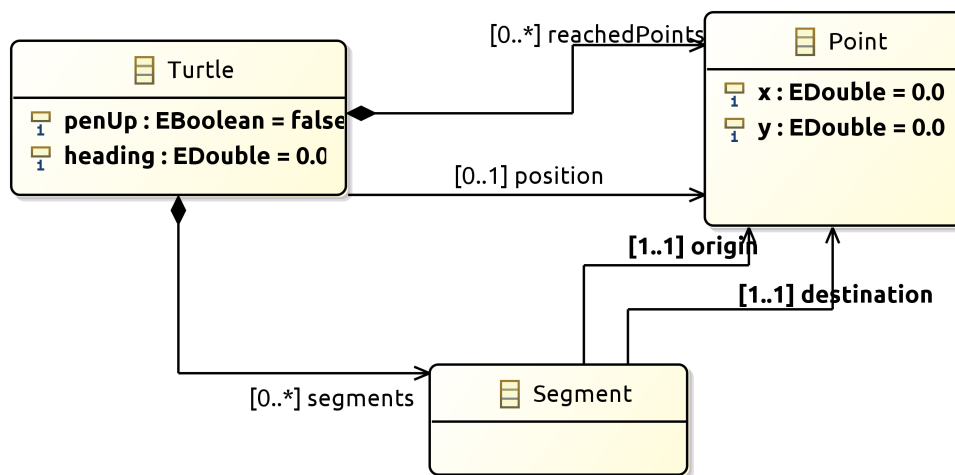 [0..*] reachedPoints
Point
Turtle
x : EDouble = 0.0
penUp : EBoolean = false
y : EDouble = 0.0
heading : EDouble = 0.0
[0..1] position
[1..1] origin
[1..1] destination
[0..*] segments
Segment